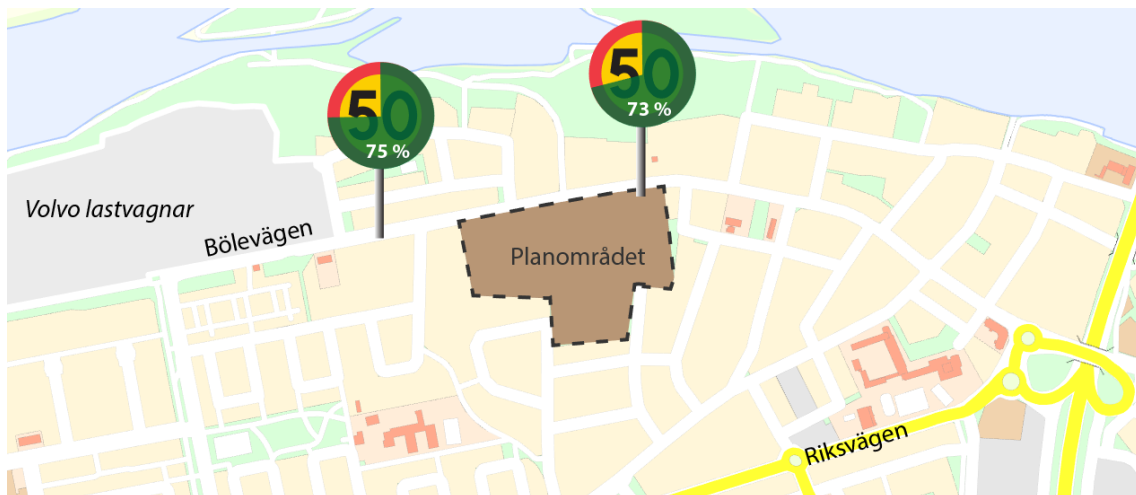 50
73 %
50
75 %
Volvo lastvagnar
Bölevägen
Planområdet
Riksvägen